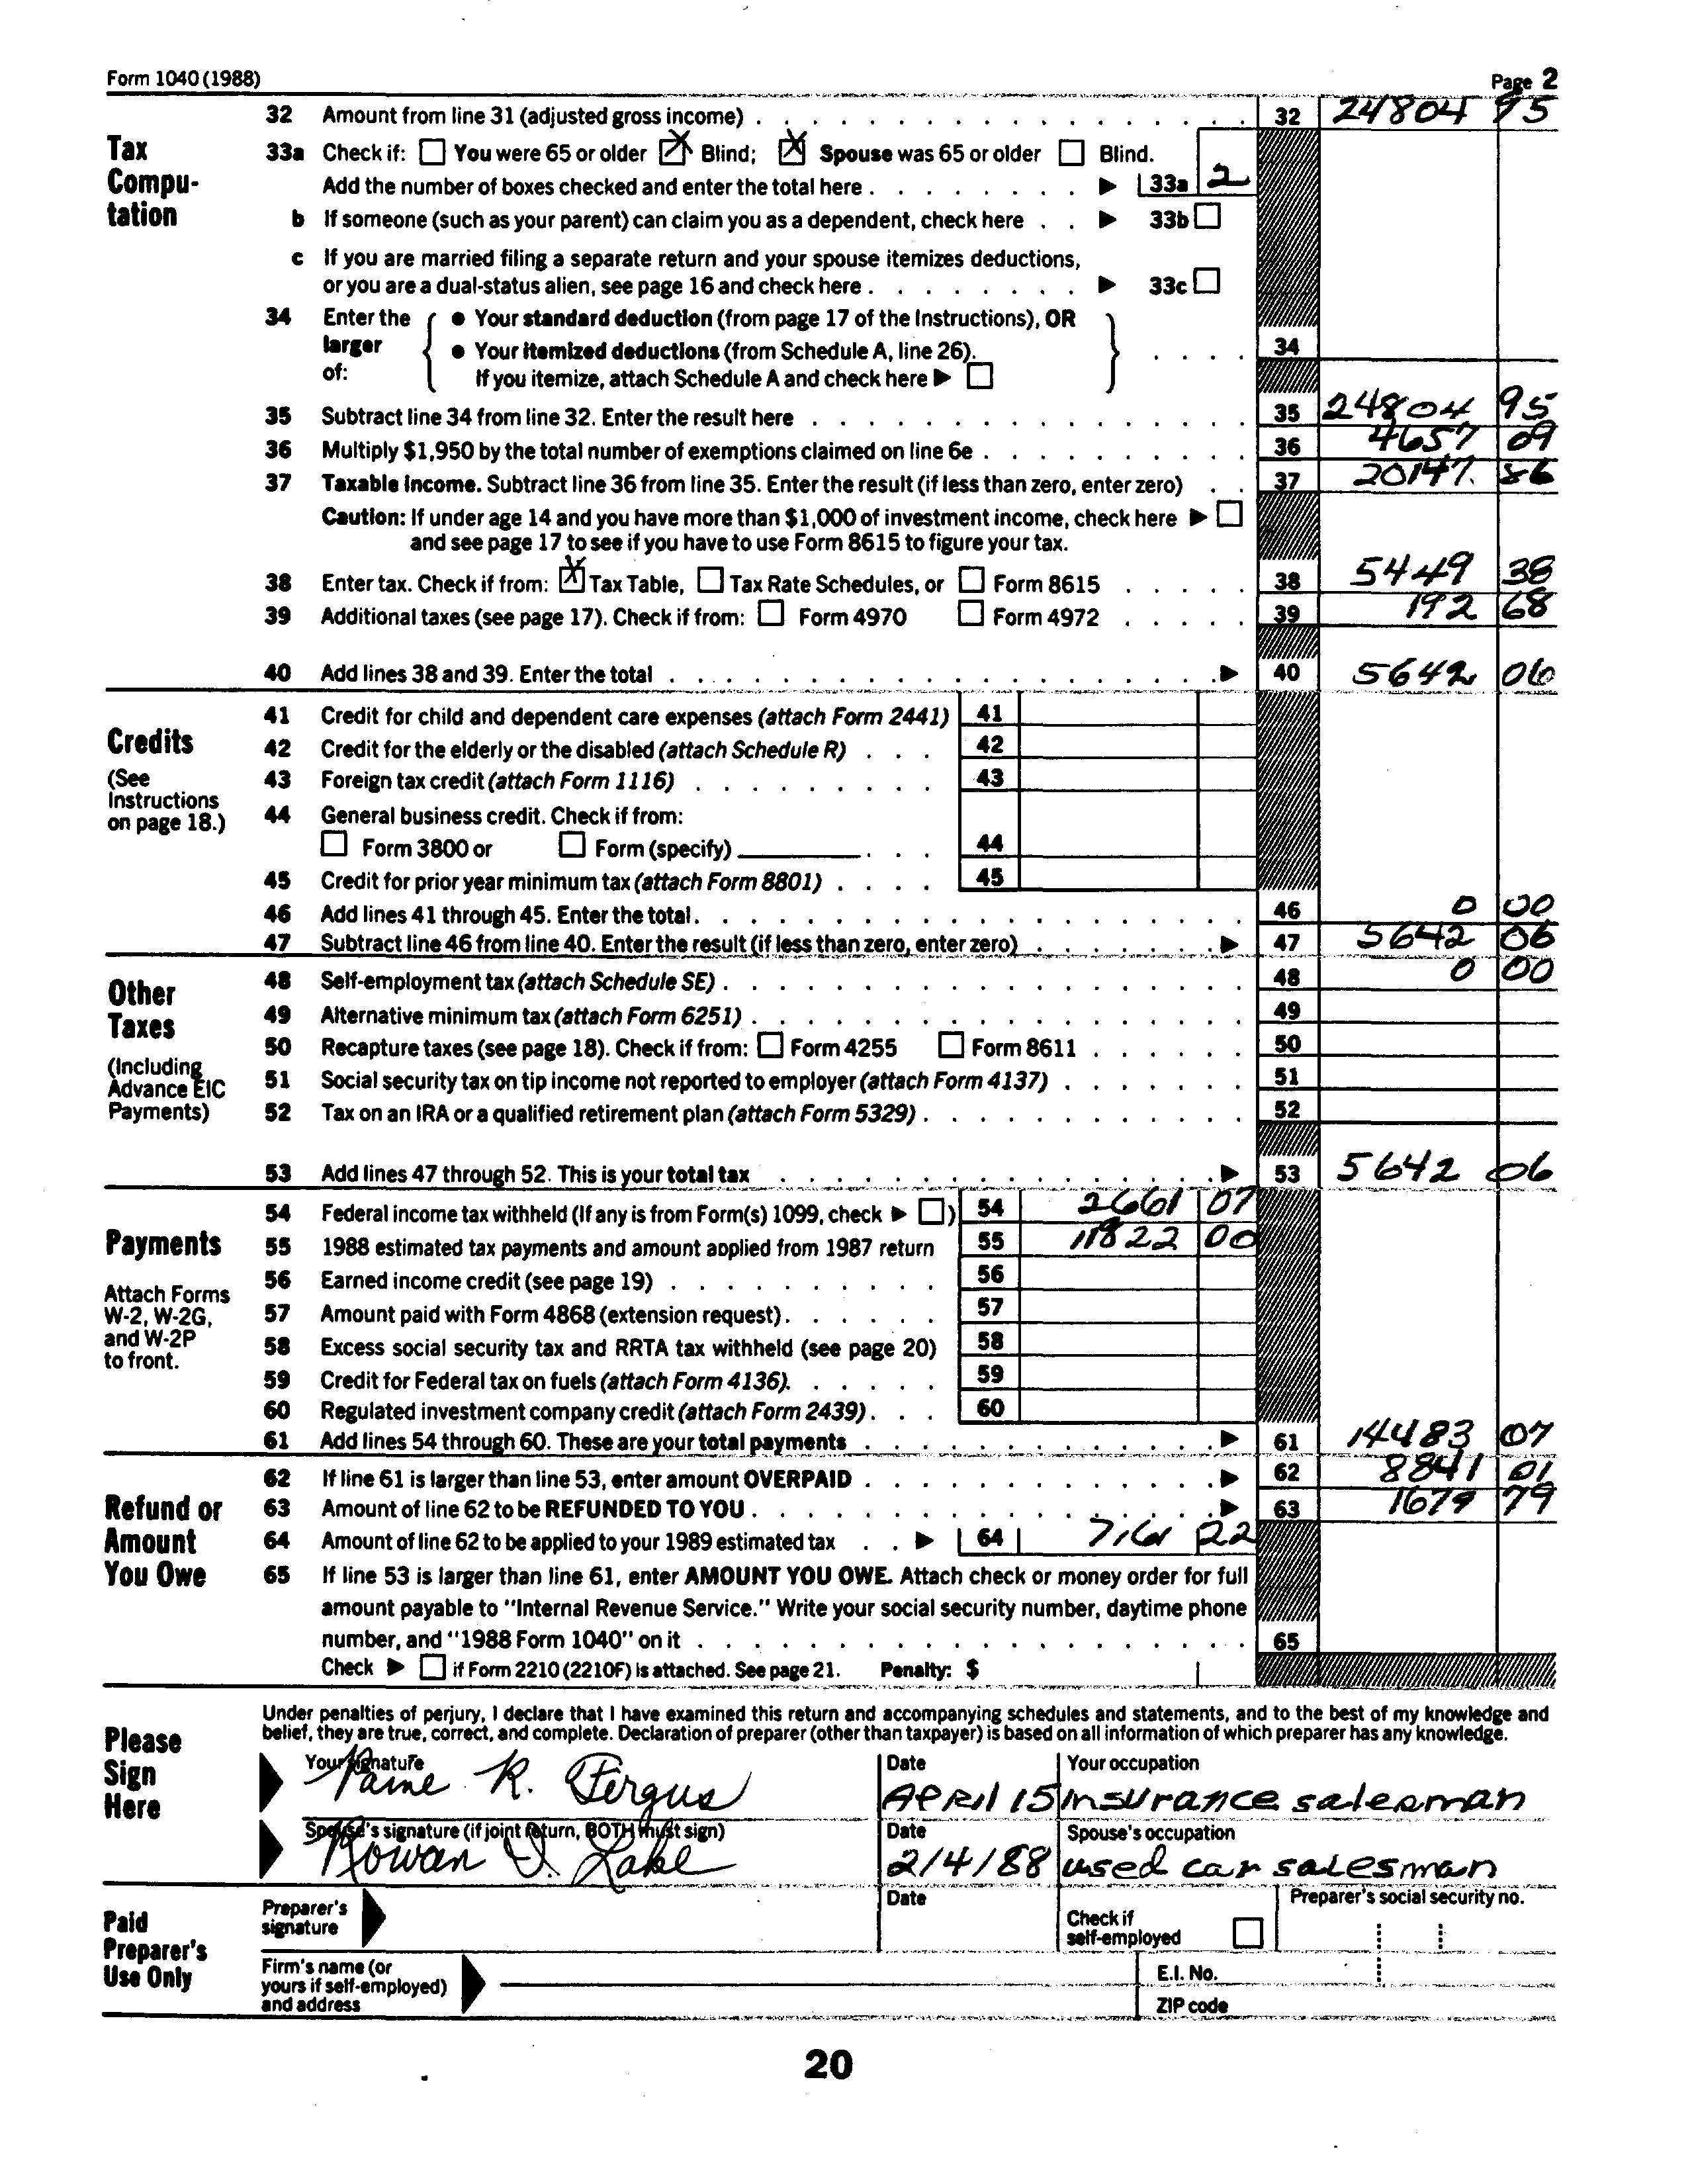 Form 1040 (1988) Page 2
32 Amount from line 31 (adjusted gross income) . . . 32 24804 95
Tax Compu-tation
33a Check if: ☐ You were 65 or older ☒ Blind; ☒ Spouse was 65 or older ☐ Blind.
Add the number of boxes checked and enter the total here . . . ▶ 33a 2
b If someone (such as your parent) can claim you as a dependent, check here . . ▶ 33b ☐
c If you are married filing a separate return and your spouse itemizes deductions,
or you are a dual-status alien, see page 16 and check here . . . ▶ 33c ☐
34 Enter the larger of: { ● Your standard deduction (from page 17 of the Instructions), OR
● Your itemized deductions (from Schedule A, line 26).
If you itemize, attach Schedule A and check here ▶ ☐ } . . . . 34
35 Subtract line 34 from line 32. Enter the result here . . . 35 24804 95
36 Multiply $1,950 by the total number of exemptions claimed on line 6e . . . 36 4657 09
37 Taxable income. Subtract line 36 from line 35. Enter the result (if less than zero, enter zero) . . 37 20147. 86
Caution: If under age 14 and you have more than $1,000 of investment income, check here ▶ ☐
and see page 17 to see if you have to use Form 8615 to figure your tax.
38 Enter tax. Check if from: ☒ Tax Table, ☐ Tax Rate Schedules, or ☐ Form 8615 . . . 38 5449 38
39 Additional taxes (see page 17). Check if from: ☐ Form 4970 ☐ Form 4972 . . . 39 192 68
40 Add lines 38 and 39. Enter the total . . . ▶ 40 5642 06
Credits
(See Instructions on page 18.)
41 Credit for child and dependent care expenses (attach Form 2441) 41
42 Credit for the elderly or the disabled (attach Schedule R) . . . 42
43 Foreign tax credit (attach Form 1116) . . . 43
44 General business credit. Check if from:
☐ Form 3800 or ☐ Form (specify) . . . 44
45 Credit for prior year minimum tax (attach Form 8801) . . . . 45
46 Add lines 41 through 45. Enter the total. . . . 46 0 00
47 Subtract line 46 from line 40. Enter the result (if less than zero, enter zero) . . . ▶ 47 5642 06
Other Taxes
(Including Advance EIC Payments)
48 Self-employment tax (attach Schedule SE) . . . 48 0 00
49 Alternative minimum tax (attach Form 6251) . . . 49
50 Recapture taxes (see page 18). Check if from: ☐ Form 4255 ☐ Form 8611 . . . 50
51 Social security tax on tip income not reported to employer (attach Form 4137) . . . 51
52 Tax on an IRA or a qualified retirement plan (attach Form 5329) . . . 52
53 Add lines 47 through 52. This is your total tax . . . ▶ 53 5642 06
Payments
Attach Forms W-2, W-2G, and W-2P to front.
54 Federal income tax withheld (If any is from Form(s) 1099, check ▶ ☐) 54 2661 07
55 1988 estimated tax payments and amount applied from 1987 return 55 11822 00
56 Earned income credit (see page 19) . . . 56
57 Amount paid with Form 4868 (extension request) . . . 57
58 Excess social security tax and RRTA tax withheld (see page 20) 58
59 Credit for Federal tax on fuels (attach Form 4136). . . . 59
60 Regulated investment company credit (attach Form 2439) . . . 60
61 Add lines 54 through 60. These are your total payments . . . ▶ 61 14483 07
Refund or Amount You Owe
62 If line 61 is larger than line 53, enter amount OVERPAID . . . ▶ 62 8841 01
63 Amount of line 62 to be REFUNDED TO YOU . . . ▶ 63 1679 79
64 Amount of line 62 to be applied to your 1989 estimated tax . . ▶ 64 7161 22
65 If line 53 is larger than line 61, enter AMOUNT YOU OWE. Attach check or money order for full
amount payable to "Internal Revenue Service." Write your social security number, daytime phone
number, and "1988 Form 1040" on it . . . 65
Check ▶ ☐ if Form 2210 (2210F) is attached. See page 21. Penalty: $
Please Sign Here
Under penalties of perjury, I declare that I have examined this return and accompanying schedules and statements, and to the best of my knowledge and
belief, they are true, correct, and complete. Declaration of preparer (other than taxpayer) is based on all information of which preparer has any knowledge.
Your signature Date Your occupation
Paine R. Fergus APRIl 15 Insurance salesman
Spouse's signature (if joint return, BOTH must sign) Date Spouse's occupation
Rowan D. Lake 2/4/88 used car salesman
Paid Preparer's Use Only
Preparer's signature Date Check if self-employed ☐ Preparer's social security no.
Firm's name (or yours if self-employed) and address E.I. No.
ZIP code
20